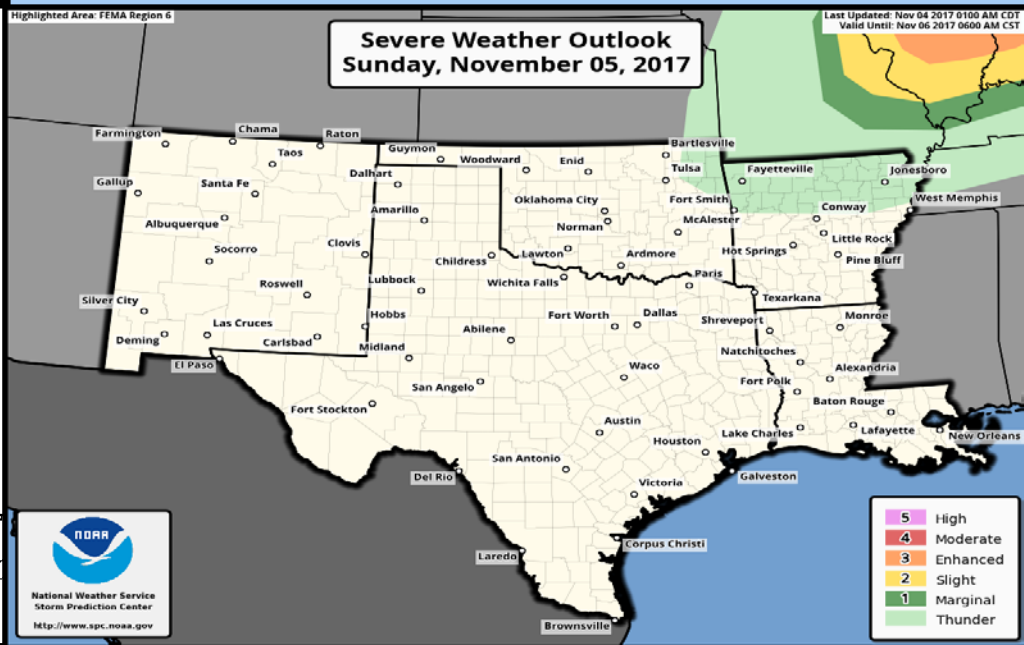 Highlighted Area: FEMA Region 6
Last Updated: Nov 04 2017 0100 AM CDT
Valid Until: Nov 06 2017 0600 AM CST
Severe Weather Outlook
Sunday, November 05, 2017
Farmington
Chama
Raton
Taos
Guymon
Woodward
Enid
Bartlesville
Tulsa
Fayetteville
Jonesboro
Gallup
Santa Fe
Dalhart
Albuquerque
Amarillo
Oklahoma City
Norman
Fort Smith
McAlester
Conway
West Memphis
Socorro
Clovis
Childress
Lawton
Ardmore
Hot Springs
Little Rock
Pine Bluff
Roswell
Lubbock
Wichita Falls
Paris
Texarkana
Silver City
Deming
Las Cruces
Carlsbad
Hobbs
Midland
Abilene
Fort Worth
Dallas
Shreveport
Monroe
El Paso
San Angelo
Waco
Natchitoches
Alexandria
Fort Polk
Baton Rouge
Fort Stockton
Austin
Houston
Lake Charles
Lafayette
New Orleans
Del Rio
San Antonio
Victoria
Galveston
Laredo
Corpus Christi
Brownsville
NOAA
National Weather Service
Storm Prediction Center
http://www.spc.noaa.gov
5 High
4 Moderate
3 Enhanced
2 Slight
1 Marginal
Thunder